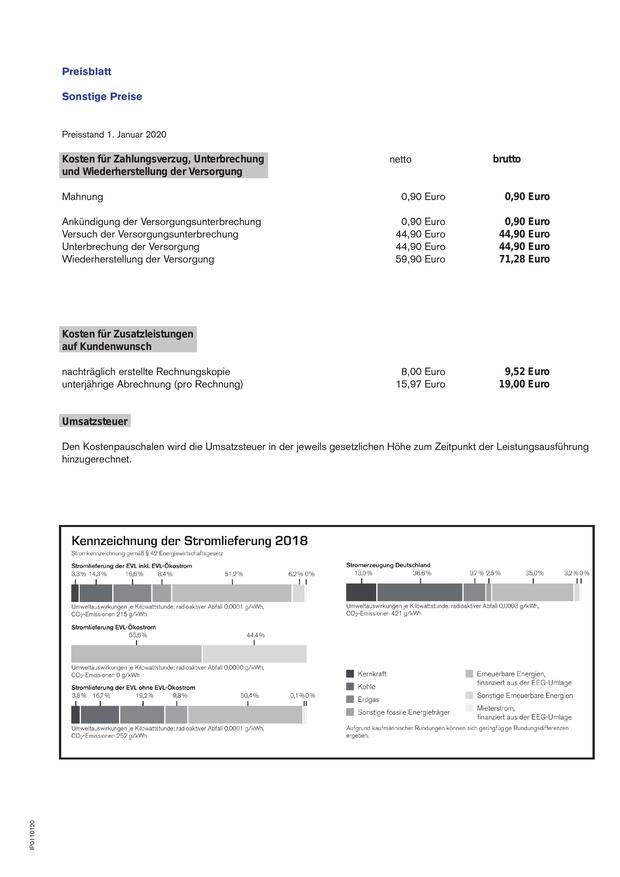 Preisblatt
Sonstige Preise
Preisstand 1. Januar 2020
Kosten für Zahlungsverzug, Unterbrechung und Wiederherstellung der Versorgung netto brutto
Mahnung 0,90 Euro 0,90 Euro
Ankündigung der Versorgungsunterbrechung 0,90 Euro 0,90 Euro
Versuch der Versorgungsunterbrechung 44,90 Euro 44,90 Euro
Unterbrechung der Versorgung 44,90 Euro 44,90 Euro
Wiederherstellung der Versorgung 59,90 Euro 71,28 Euro
Kosten für Zusatzleistungen
auf Kundenwunsch
nachträglich erstellte Rechnungskopie 8,00 Euro 9,52 Euro
unterjährige Abrechnung (pro Rechnung) 15,97 Euro 19,00 Euro
Umsatzsteuer
Den Kostenpauschalen wird die Umsatzsteuer in der jeweils gesetzlichen Höhe zum Zeitpunkt der Leistungsausführung
hinzugerechnet.
Kennzeichnung der Stromlieferung 2018
Stromkennzeichnung gemäß § 42 Energiewirtschaftsgesetz
Stromlieferung der EVL inkl. EVL-Ökostrom
3,3% 14,3% 16,6% 8,4% 51,2% 6,2% 0%
Umweltauswirkungen je Kilowattstunde: radioaktiver Abfall 0,0001 g/kWh,
CO₂-Emissionen 215 g/kWh
Stromlieferung EVL-Ökostrom
55,6% 44,4%
Umweltauswirkungen je Kilowattstunde: radioaktiver Abfall 0,0000 g/kWh,
CO₂-Emissionen 0 g/kWh
Stromlieferung der EVL ohne EVL-Ökostrom
3,8% 16,7% 19,2% 9,8% 50,4% 0,1% 0%
Umweltauswirkungen je Kilowattstunde: radioaktiver Abfall 0,0001 g/kWh,
CO₂-Emissionen 252 g/kWh
Stromerzeugung Deutschland
13,0% 36,6% 9,7% 2,5% 35,0% 3,2% 0%
Umweltauswirkungen je Kilowattstunde: radioaktiver Abfall 0,0003 g/kWh,
CO₂-Emissionen 421 g/kWh
Kernkraft
Kohle
Erdgas
Sonstige fossile Energieträger
Erneuerbare Energien,
finanziert aus der EEG-Umlage
Sonstige Erneuerbare Energien
Mieterstrom,
finanziert aus der EEG-Umlage
Aufgrund kaufmännischer Rundungen können sich geringfügige Rundungsdifferenzen
ergeben.
IP0110120